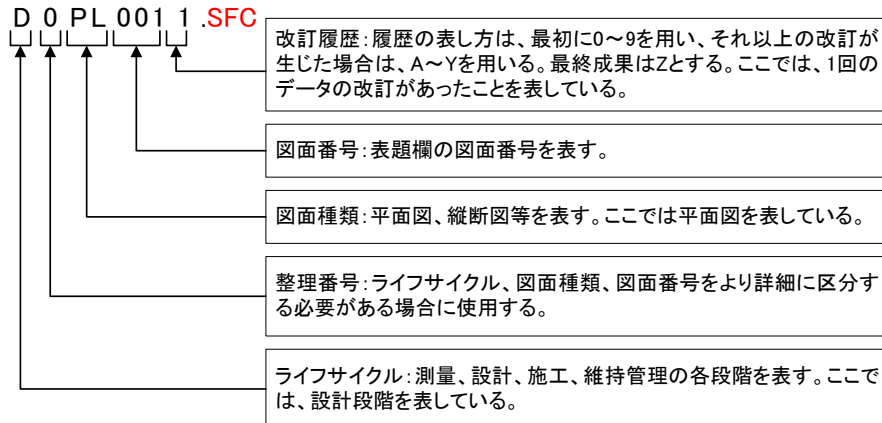 D 0 PL 001 1 .SFC
改訂履歴:履歴の表し方は、最初に0～9を用い、それ以上の改訂が
生じた場合は、A～Yを用いる。最終成果はZとする。ここでは、1回の
データの改訂があったことを表している。
図面番号:表題欄の図面番号を表す。
図面種類:平面図、縦断図等を表す。ここでは平面図を表している。
整理番号:ライフサイクル、図面種類、図面番号をより詳細に区分す
る必要がある場合に使用する。
ライフサイクル:測量、設計、施工、維持管理の各段階を表す。ここで
は、設計段階を表している。